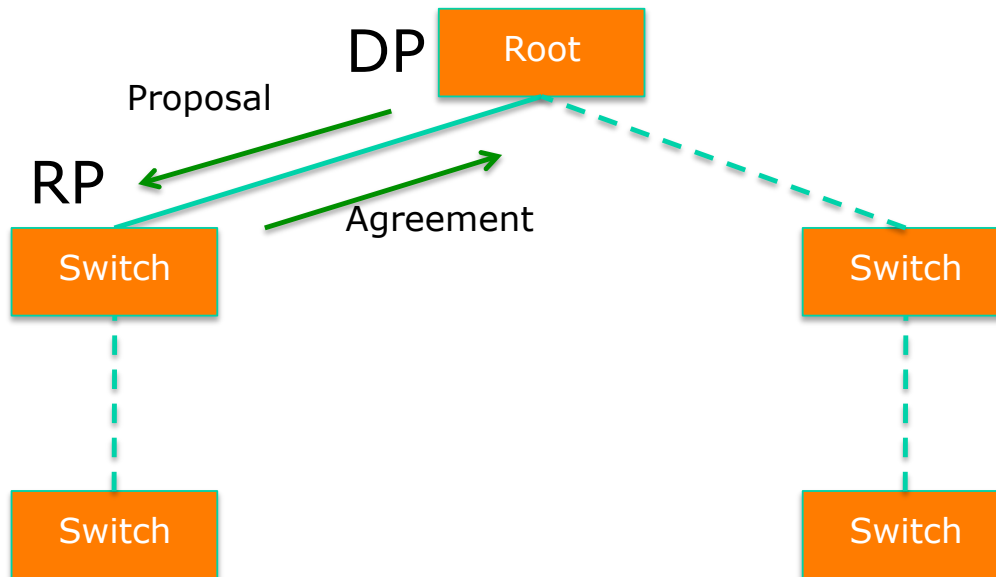 DP
Root
Proposal
RP
Agreement
Switch
Switch
Switch
Switch